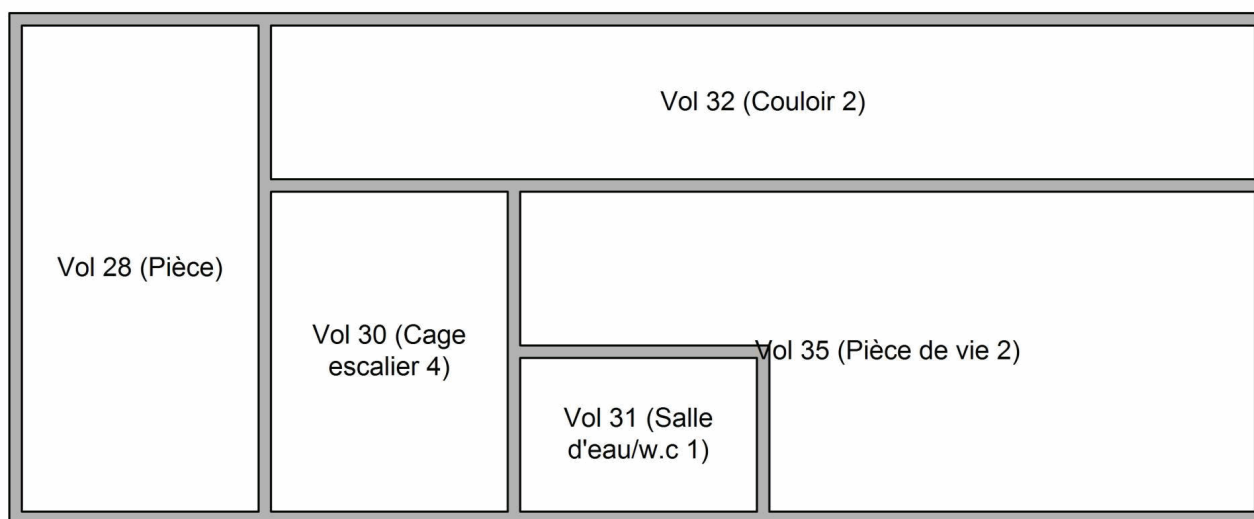 Vol 32 (Couloir 2)
Vol 28 (Pièce)
Vol 30 (Cage
escalier 4)
Vol 35 (Pièce de vie 2)
Vol 31 (Salle
d'eau/w.c 1)